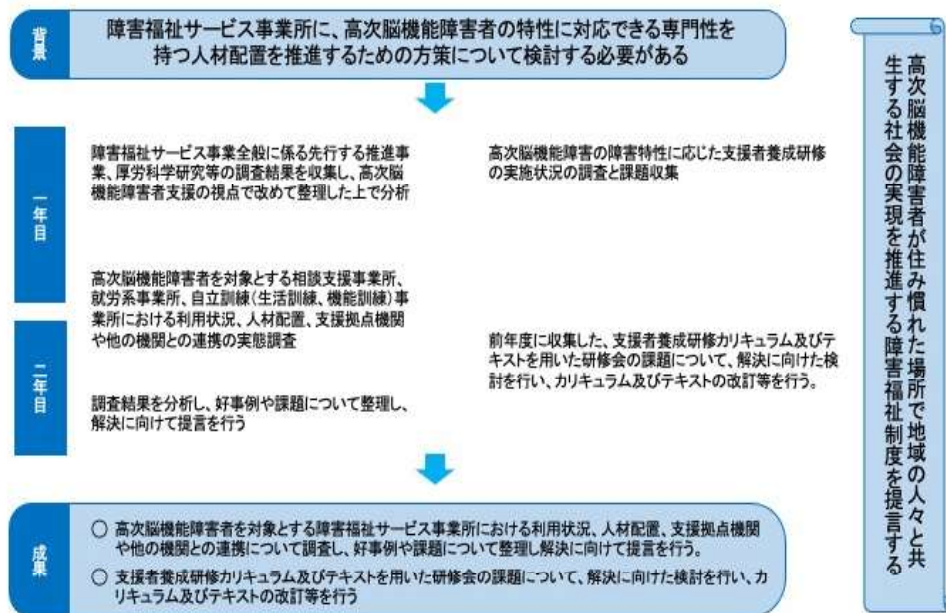 背景
障害福祉サービス事業所に、高次脳機能障害者の特性に対応できる専門性を
持つ人材配置を推進するための方策について検討する必要がある
一年目
障害福祉サービス事業全般に係る先行する推進事
業、厚労科学研究等の調査結果を収集し、高次脳
機能障害者支援の視点で改めて整理した上で分析
高次脳機能障害の障害特性に応じた支援者養成研修
の実施状況の調査と課題収集
高次脳機能障害者を対象とする相談支援事業所、
就労系事業所、自立訓練(生活訓練、機能訓練)事
業所における利用状況、人材配置、支援拠点機関
や他の機関との連携の実態調査
二年目
調査結果を分析し、好事例や課題について整理し、
解決に向けて提言を行う
前年度に収集した、支援者養成研修カリキュラム及びテ
キストを用いた研修会の課題について、解決に向けた検
討を行い、カリキュラム及びテキストの改訂等を行う。
成果
○ 高次脳機能障害者を対象とする障害福祉サービス事業所における利用状況、人材配置、支援拠点機関
や他の機関との連携について調査し、好事例や課題について整理し解決に向けて提言を行う。
○ 支援者養成研修カリキュラム及びテキストを用いた研修会の課題について、解決に向けた検討を行い、カ
リキュラム及びテキストの改訂等を行う
高次脳機能障害者が住み慣れた場所で地域の人々と共
生する社会の実現を推進する障害福祉制度を提言する